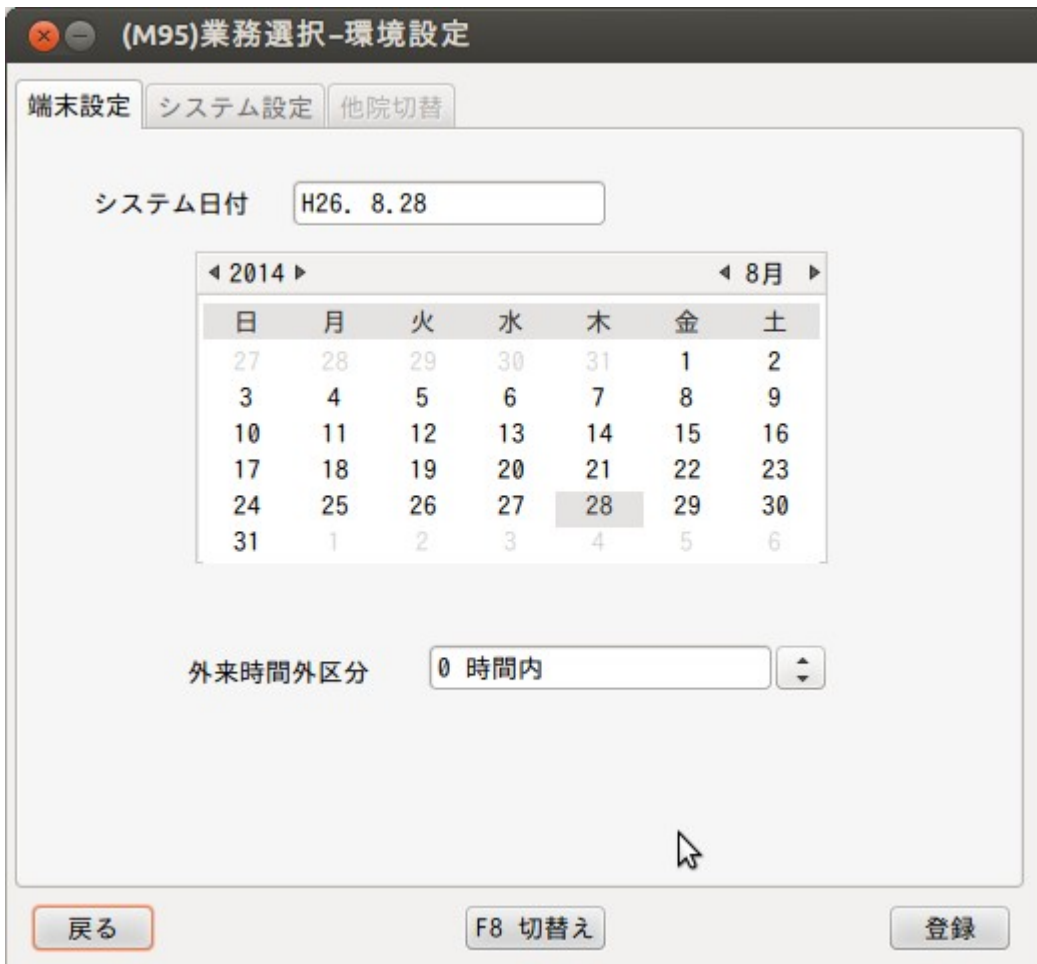 (M95)業務選択-環境設定
端末設定 システム設定 他院切替
システム日付 H26. 8.28
2014 8月
日 月 火 水 木 金 土
27 28 29 30 31 1 2
3 4 5 6 7 8 9
10 11 12 13 14 15 16
17 18 19 20 21 22 23
24 25 26 27 28 29 30
31 1 2 3 4 5 6
外来時間外区分 0 時間内
戻る F8 切替え 登録